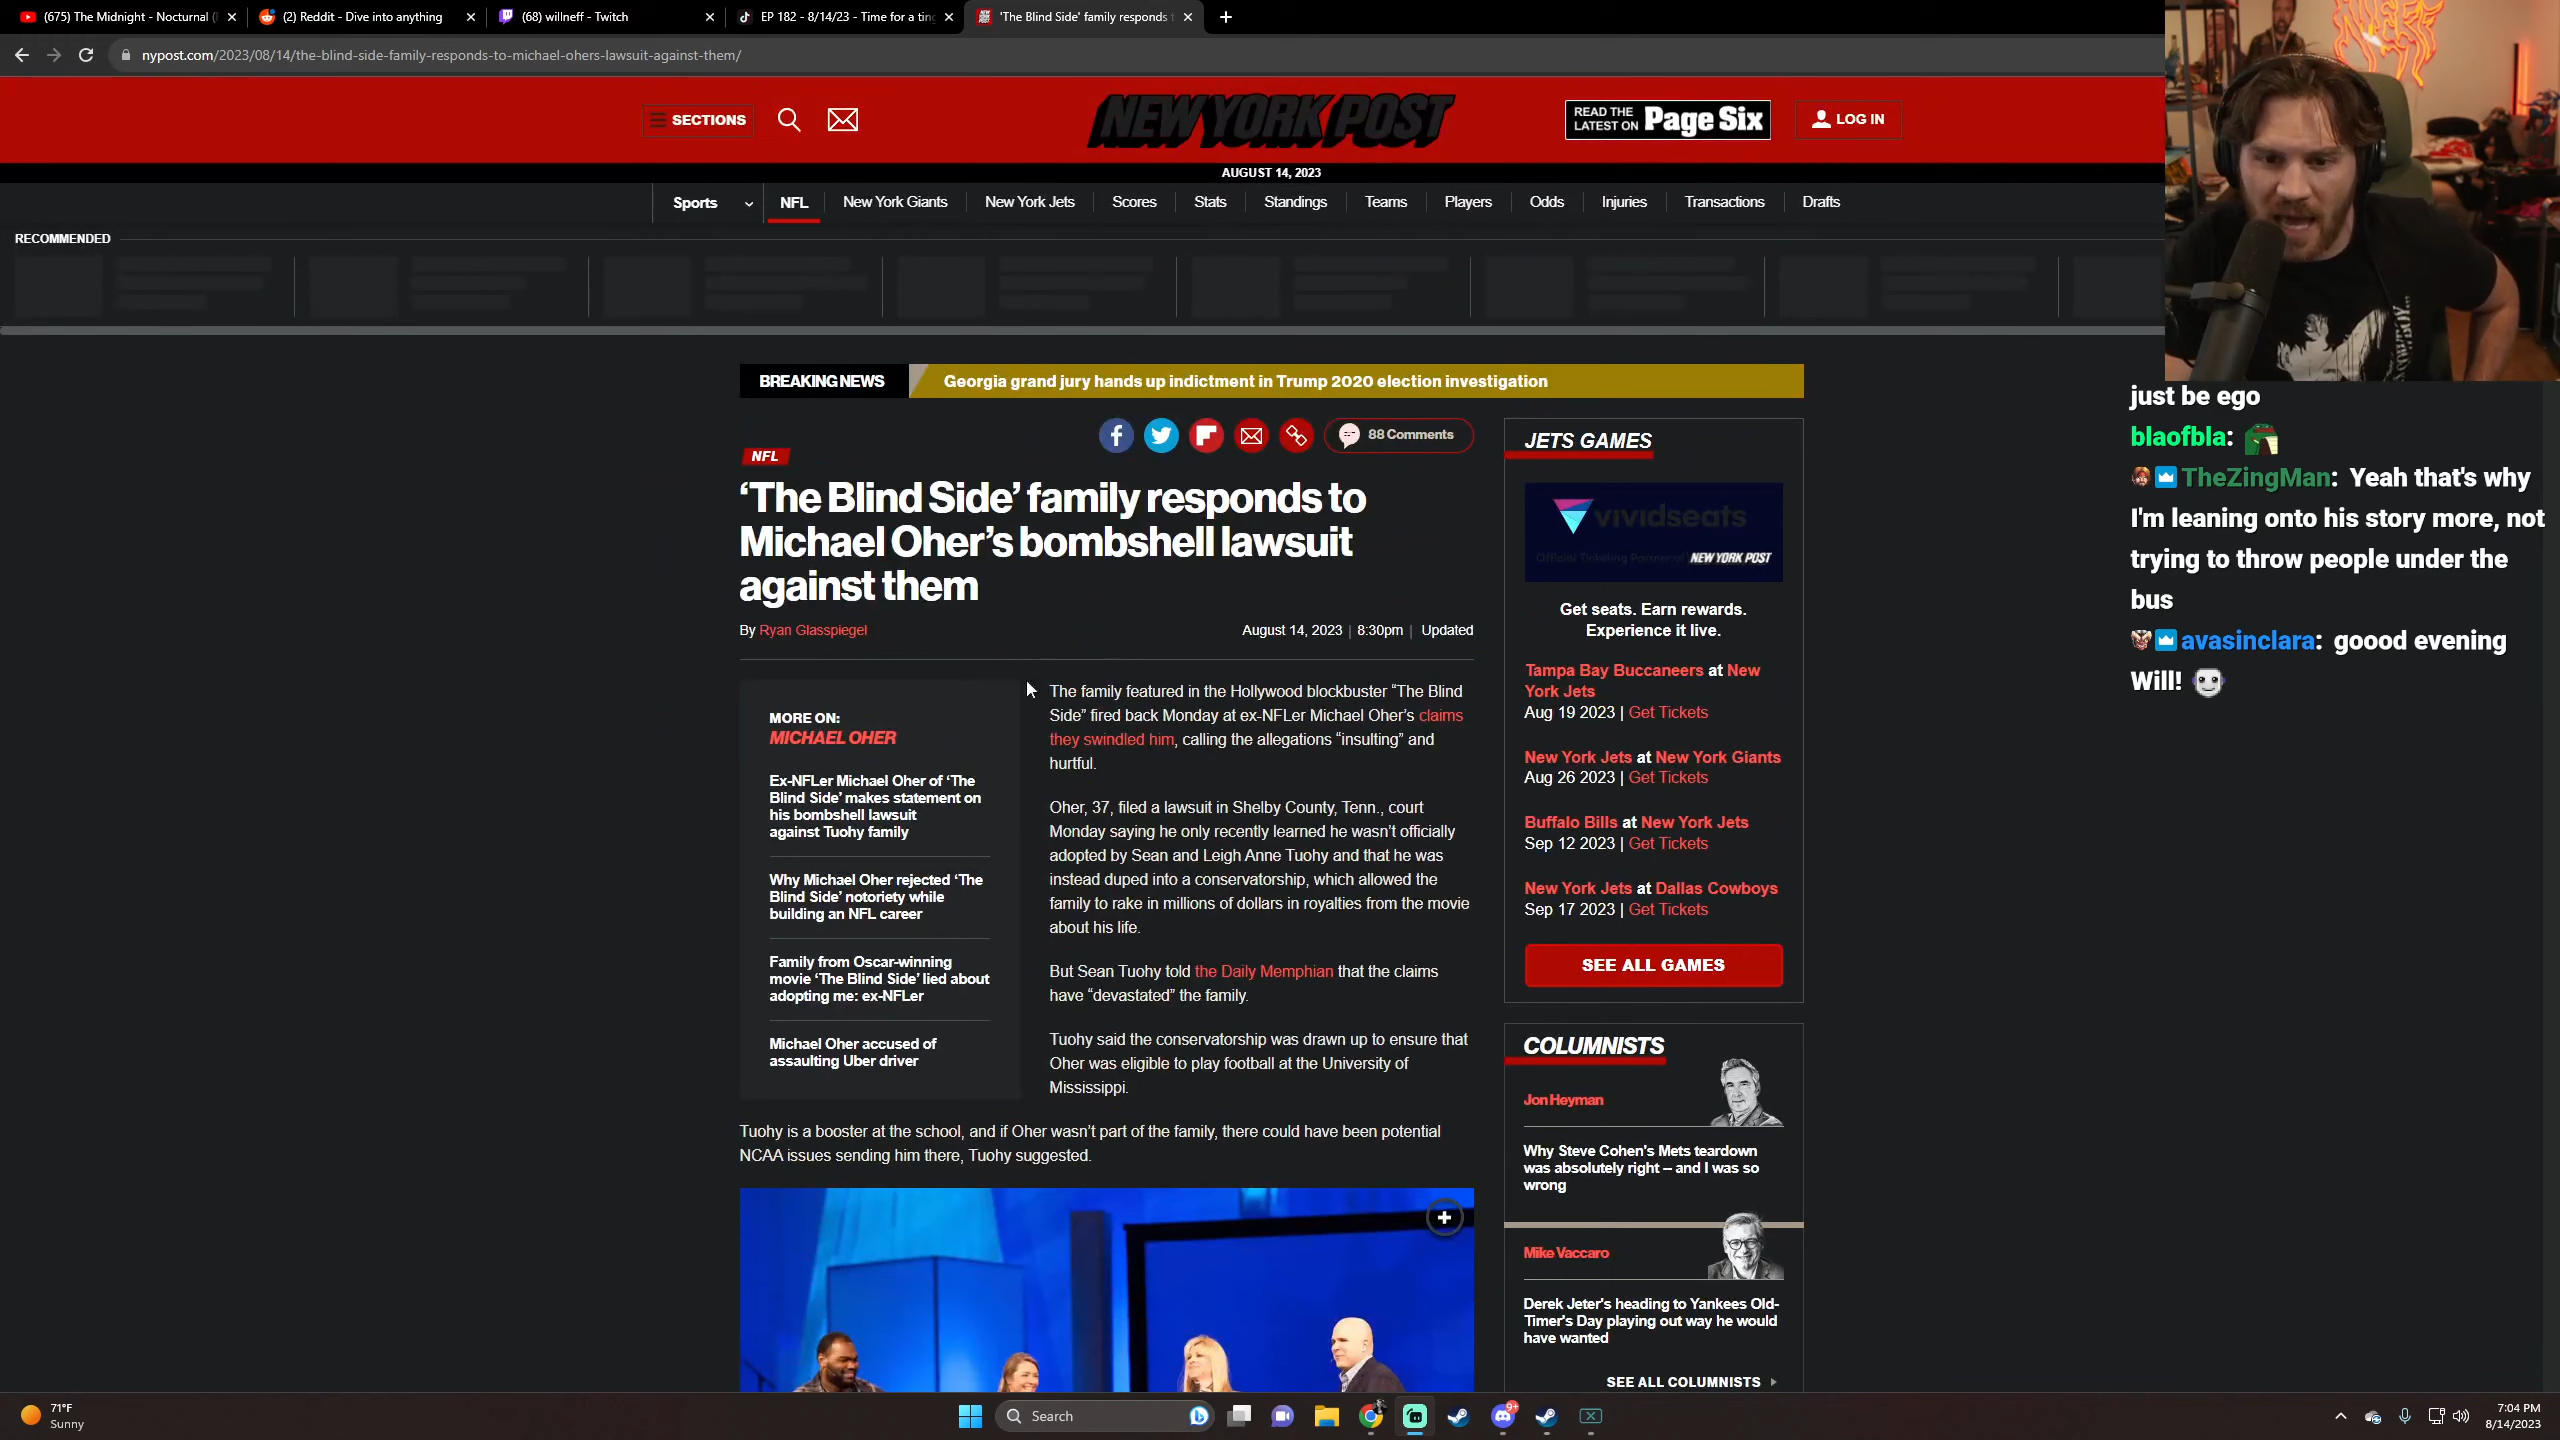 (675) The Midnight - Nocturnal (
(2) Reddit - Dive into anything
(68) willneff - Twitch
EP 182 - 8/14/23 - Time for a ting
'The Blind Side' family responds t
nypost.com/2023/08/14/the-blind-side-family-responds-to-michael-ohers-lawsuit-against-them/
SECTIONS
NEW YORK POST
READ THE
LATEST ON
Page Six
LOG IN
AUGUST 14, 2023
Sports
NFL
New York Giants
New York Jets
Scores
Stats
Standings
Teams
Players
Odds
Injuries
Transactions
Drafts
RECOMMENDED
BREAKING NEWS
Georgia grand jury hands up indictment in Trump 2020 election investigation
88 Comments
NFL
‘The Blind Side’ family responds to
Michael Oher’s bombshell lawsuit
against them
By Ryan Glasspiegel
August 14, 2023 | 8:30pm | Updated
MORE ON:
MICHAEL OHER
Ex-NFLer Michael Oher of ‘The
Blind Side’ makes statement on
his bombshell lawsuit
against Tuohy family
Why Michael Oher rejected ‘The
Blind Side’ notoriety while
building an NFL career
Family from Oscar-winning
movie ‘The Blind Side’ lied about
adopting me: ex-NFLer
Michael Oher accused of
assaulting Uber driver
The family featured in the Hollywood blockbuster “The Blind
Side” fired back Monday at ex-NFLer Michael Oher’s claims
they swindled him, calling the allegations “insulting” and
hurtful.
Oher, 37, filed a lawsuit in Shelby County, Tenn., court
Monday saying he only recently learned he wasn’t officially
adopted by Sean and Leigh Anne Tuohy and that he was
instead duped into a conservatorship, which allowed the
family to rake in millions of dollars in royalties from the movie
about his life.
But Sean Tuohy told the Daily Memphian that the claims
have “devastated” the family.
Tuohy said the conservatorship was drawn up to ensure that
Oher was eligible to play football at the University of
Mississippi.
Tuohy is a booster at the school, and if Oher wasn’t part of the family, there could have been potential
NCAA issues sending him there, Tuohy suggested.
JETS GAMES
vividseats
Official Ticketing Partner of NEW YORK POST
Get seats. Earn rewards.
Experience it live.
Tampa Bay Buccaneers at New
York Jets
Aug 19 2023 | Get Tickets
New York Jets at New York Giants
Aug 26 2023 | Get Tickets
Buffalo Bills at New York Jets
Sep 12 2023 | Get Tickets
New York Jets at Dallas Cowboys
Sep 17 2023 | Get Tickets
SEE ALL GAMES
COLUMNISTS
Jon Heyman
Why Steve Cohen's Mets teardown
was absolutely right – and I was so
wrong
Mike Vaccaro
Derek Jeter's heading to Yankees Old-
Timer's Day playing out way he would
have wanted
SEE ALL COLUMNISTS
just be ego
blaofbla:
TheZingMan: Yeah that's why
I'm leaning onto his story more, not
trying to throw people under the
bus
avasinclara: goood evening
Will!
71°F
Sunny
Search
9+
7:04 PM
8/14/2023